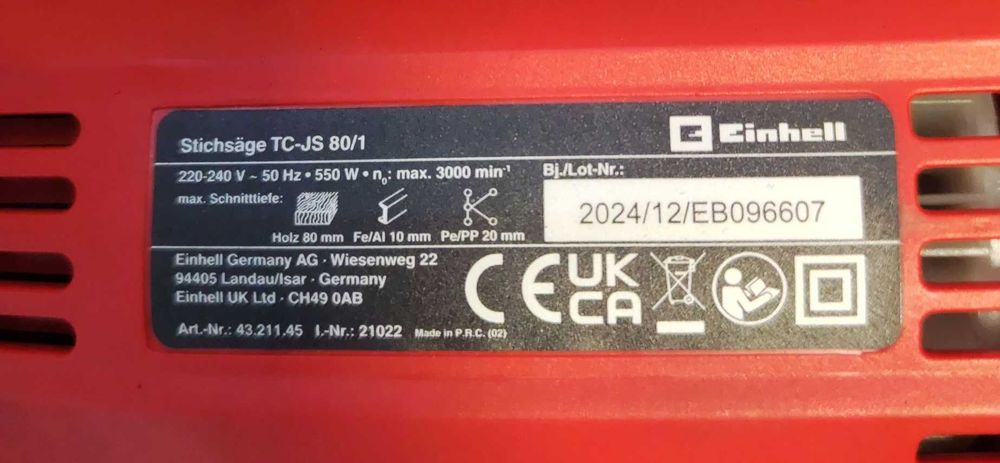 Stichsäge TC-JS 80/1
Einhell
220-240 V ~ 50 Hz • 550 W • n₀: max. 3000 min⁻¹
Bj./Lot-Nr.:
max. Schnitttiefe:
2024/12/EB096607
Holz 80 mm Fe/Al 10 mm Pe/PP 20 mm
Einhell Germany AG · Wiesenweg 22
94405 Landau/Isar · Germany
Einhell UK Ltd · CH49 0AB
CE UK
CA
Art.-Nr.: 43.211.45 I.-Nr.: 21022 Made in P.R.C. (02)